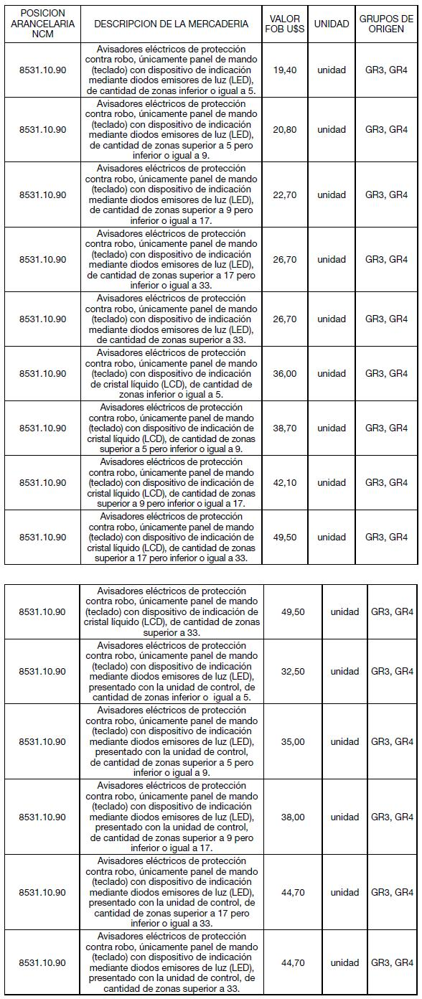 POSICION
ARANCELARIA
NCM
DESCRIPCION DE LA MERCADERIA
VALOR
FOB U$S
UNIDAD
GRUPOS DE
ORIGEN
8531.10.90
Avisadores eléctricos de protección
contra robo, únicamente panel de mando
(teclado) con dispositivo de indicación
mediante diodos emisores de luz (LED),
de cantidad de zonas inferior o igual a 5.
19,40
unidad
GR3, GR4
8531.10.90
Avisadores eléctricos de protección
contra robo, únicamente panel de mando
(teclado) con dispositivo de indicación
mediante diodos emisores de luz (LED),
de cantidad de zonas superior a 5 pero
inferior o igual a 9.
20,80
unidad
GR3, GR4
8531.10.90
Avisadores eléctricos de protección
contra robo, únicamente panel de mando
(teclado) con dispositivo de indicación
mediante diodos emisores de luz (LED),
de cantidad de zonas superior a 9 pero
inferior o igual a 17.
22,70
unidad
GR3, GR4
8531.10.90
Avisadores eléctricos de protección
contra robo, únicamente panel de mando
(teclado) con dispositivo de indicación
mediante diodos emisores de luz (LED),
de cantidad de zonas superior a 17 pero
inferior o igual a 33.
26,70
unidad
GR3, GR4
8531.10.90
Avisadores eléctricos de protección
contra robo, únicamente panel de mando
(teclado) con dispositivo de indicación
mediante diodos emisores de luz (LED),
de cantidad de zonas superior a 33.
26,70
unidad
GR3, GR4
8531.10.90
Avisadores eléctricos de protección
contra robo, únicamente panel de mando
(teclado) con dispositivo de indicación
de cristal líquido (LCD), de cantidad de
zonas inferior o igual a 5.
36,00
unidad
GR3, GR4
8531.10.90
Avisadores eléctricos de protección
contra robo, únicamente panel de mando
(teclado) con dispositivo de indicación de
cristal líquido (LCD), de cantidad de zonas
superior a 5 pero inferior o igual a 9.
38,70
unidad
GR3, GR4
8531.10.90
Avisadores eléctricos de protección
contra robo, únicamente panel de mando
(teclado) con dispositivo de indicación de
cristal líquido (LCD), de cantidad de zonas
superior a 9 pero inferior o igual a 17.
42,10
unidad
GR3, GR4
8531.10.90
Avisadores eléctricos de protección
contra robo, únicamente panel de mando
(teclado) con dispositivo de indicación de
cristal líquido (LCD), de cantidad de zonas
superior a 17 pero inferior o igual a 33.
49,50
unidad
GR3, GR4
8531.10.90
Avisadores eléctricos de protección
contra robo, únicamente panel de mando
(teclado) con dispositivo de indicación de
cristal líquido (LCD), de cantidad de zonas
superior a 33.
49,50
unidad
GR3, GR4
8531.10.90
Avisadores eléctricos de protección
contra robo, únicamente panel de mando
(teclado) con dispositivo de indicación
mediante diodos emisores de luz (LED),
presentado con la unidad de control, de
cantidad de zonas inferior o igual a 5.
32,50
unidad
GR3, GR4
8531.10.90
Avisadores eléctricos de protección
contra robo, únicamente panel de mando
(teclado) con dispositivo de indicación
mediante diodos emisores de luz (LED),
presentado con la unidad de control,
de cantidad de zonas superior a 5 pero
inferior o igual a 9.
35,00
unidad
GR3, GR4
8531.10.90
Avisadores eléctricos de protección
contra robo, únicamente panel de mando
(teclado) con dispositivo de indicación
mediante diodos emisores de luz (LED),
presentado con la unidad de control,
de cantidad de zonas superior a 9 pero
inferior o igual a 17.
38,00
unidad
GR3, GR4
8531.10.90
Avisadores eléctricos de protección
contra robo, únicamente panel de mando
(teclado) con dispositivo de indicación
mediante diodos emisores de luz (LED),
presentado con la unidad de control, de
cantidad de zonas superior a 17 pero
inferior o igual a 33.
44,70
unidad
GR3, GR4
8531.10.90
Avisadores eléctricos de protección
contra robo, únicamente panel de mando
(teclado) con dispositivo de indicación
mediante diodos emisores de luz (LED),
presentado con la unidad de control, de
cantidad de zonas superior a 33.
44,70
unidad
GR3, GR4